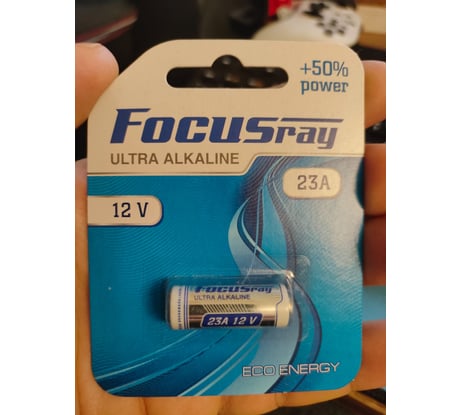 +50%
power
FOCUSray
ULTRA ALKALINE
23A
12 V
FOCUSray
ULTRA ALKALINE
23A 12 V
ECO ENERGY